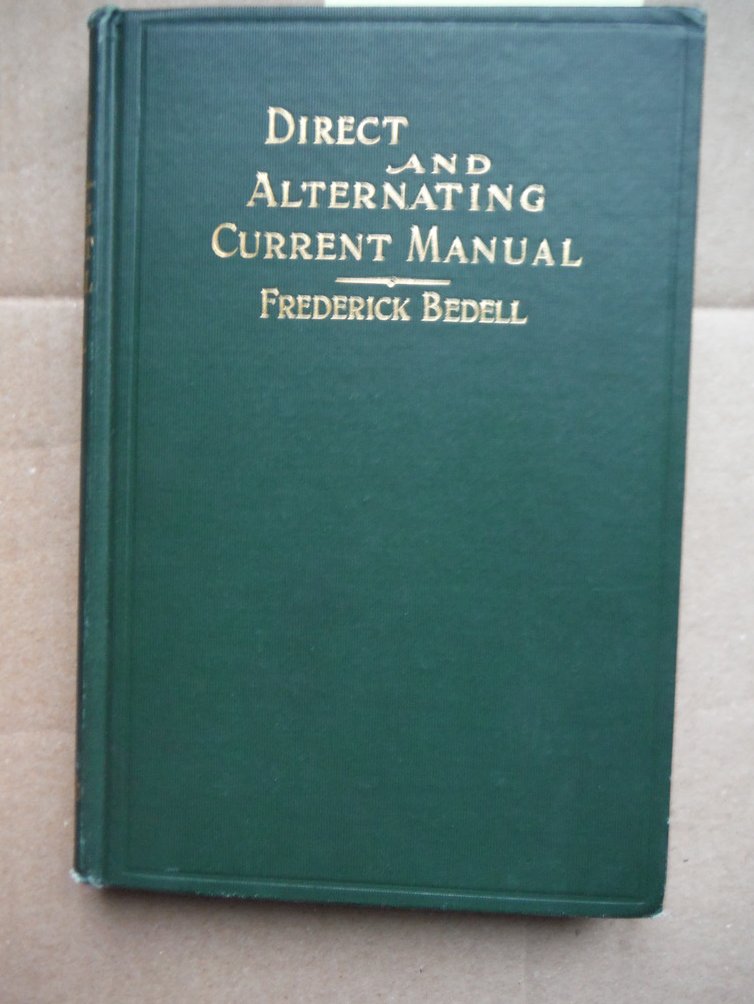 DIRECT
AND
ALTERNATING
CURRENT MANUAL
FREDERICK BEDELL